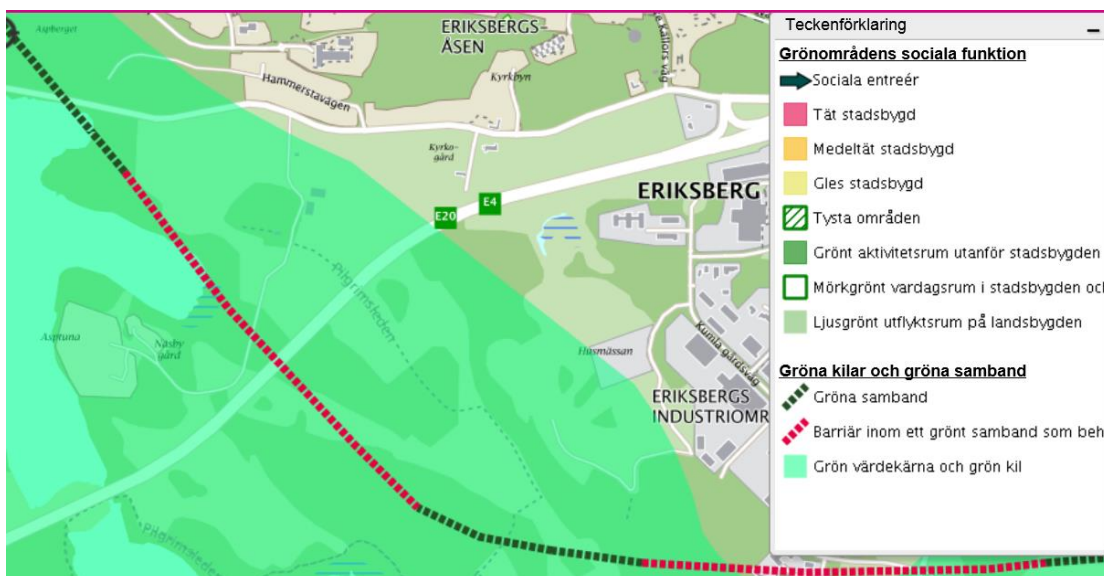 Aspberget
ERIKSBERGS-
ÅSEN
Kyrkbyn
Hammerstavägen
Kyrko-
gård
E4
E20
ERIKSBERG
Pilgrimsleden
Asptuna
Näsby
gård
Husmässan
Kumla gårdsväg
ERIKSBERGS
INDUSTRIOMR
Pilgrimsleden
Teckenförklaring
Grönområdens sociala funktion
Sociala entreér
Tät stadsbygd
Medeltät stadsbygd
Gles stadsbygd
Tysta områden
Grönt aktivitetsrum utanför stadsbygden
Mörkgrönt vardagsrum i stadsbygden och
Ljusgrönt utflyktsrum på landsbygden
Gröna kilar och gröna samband
Gröna samband
Barriär inom ett grönt samband som beh
Grön värdekärna och grön kil